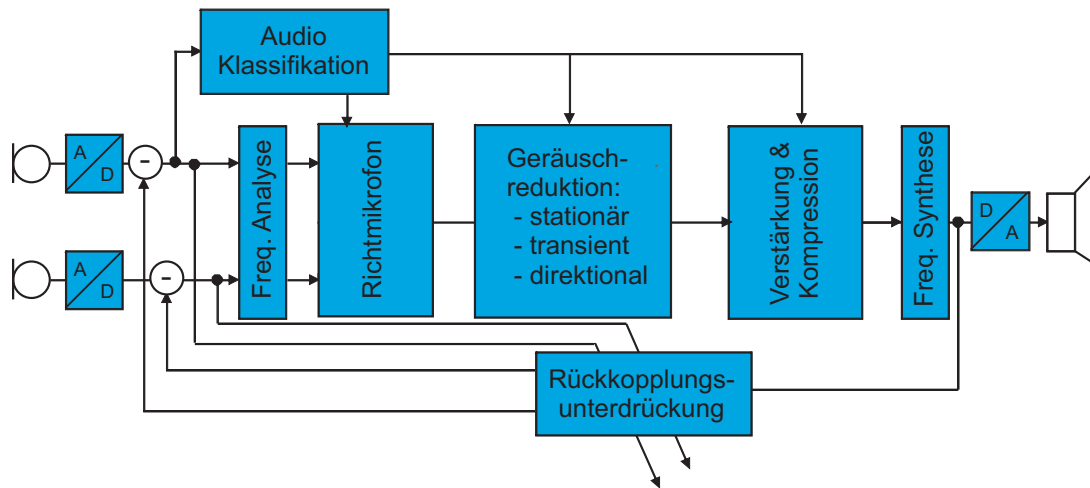 Audio
Klassifikation
A
D
-
Freq. Analyse
Richtmikrofon
Geräusch-
reduktion:
- stationär
- transient
- direktional
Verstärkung &
Kompression
Freq. Synthese
D
A
A
D
-
Rückkopplungs-
unterdrückung